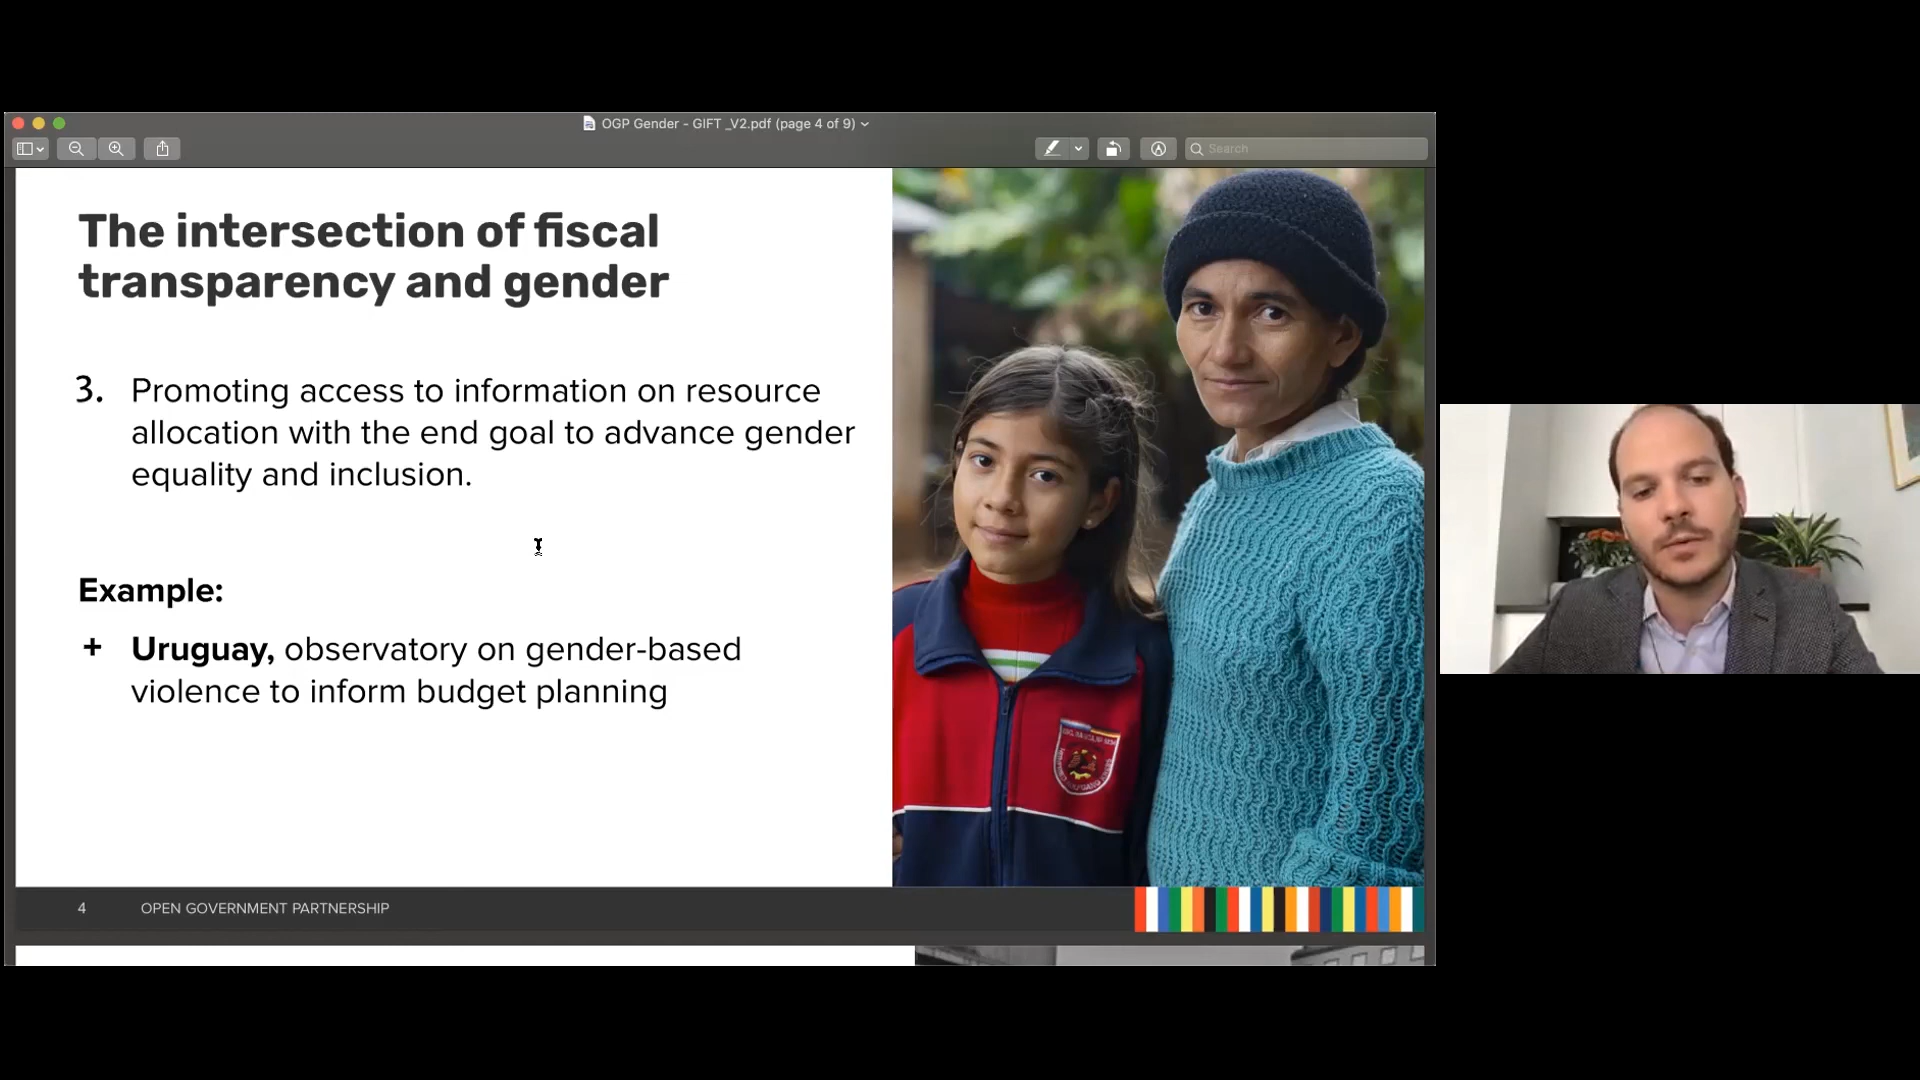 OGP Gender - GIFT _V2.pdf (page 4 of 9)
Search
The intersection of fiscal
transparency and gender
3. Promoting access to information on resource
allocation with the end goal to advance gender
equality and inclusion.
Example:
+ Uruguay, observatory on gender-based
violence to inform budget planning
4 OPEN GOVERNMENT PARTNERSHIP